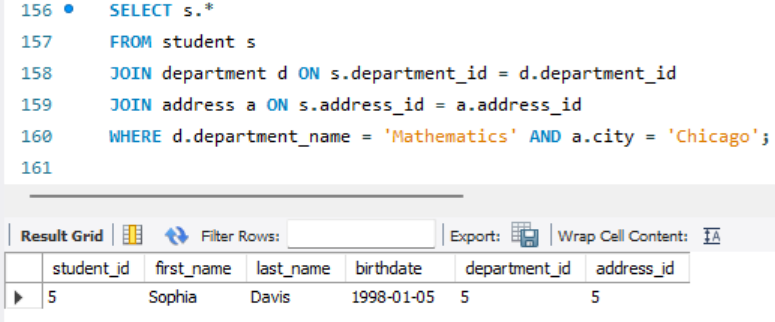 156 SELECT s.*
157 FROM student s
158 JOIN department d ON s.department_id = d.department_id
159 JOIN address a ON s.address_id = a.address_id
160 WHERE d.department_name = 'Mathematics' AND a.city = 'Chicago';
161
Result Grid Filter Rows: Export: Wrap Cell Content: IA
student_id first_name last_name birthdate department_id address_id
5 Sophia Davis 1998-01-05 5 5